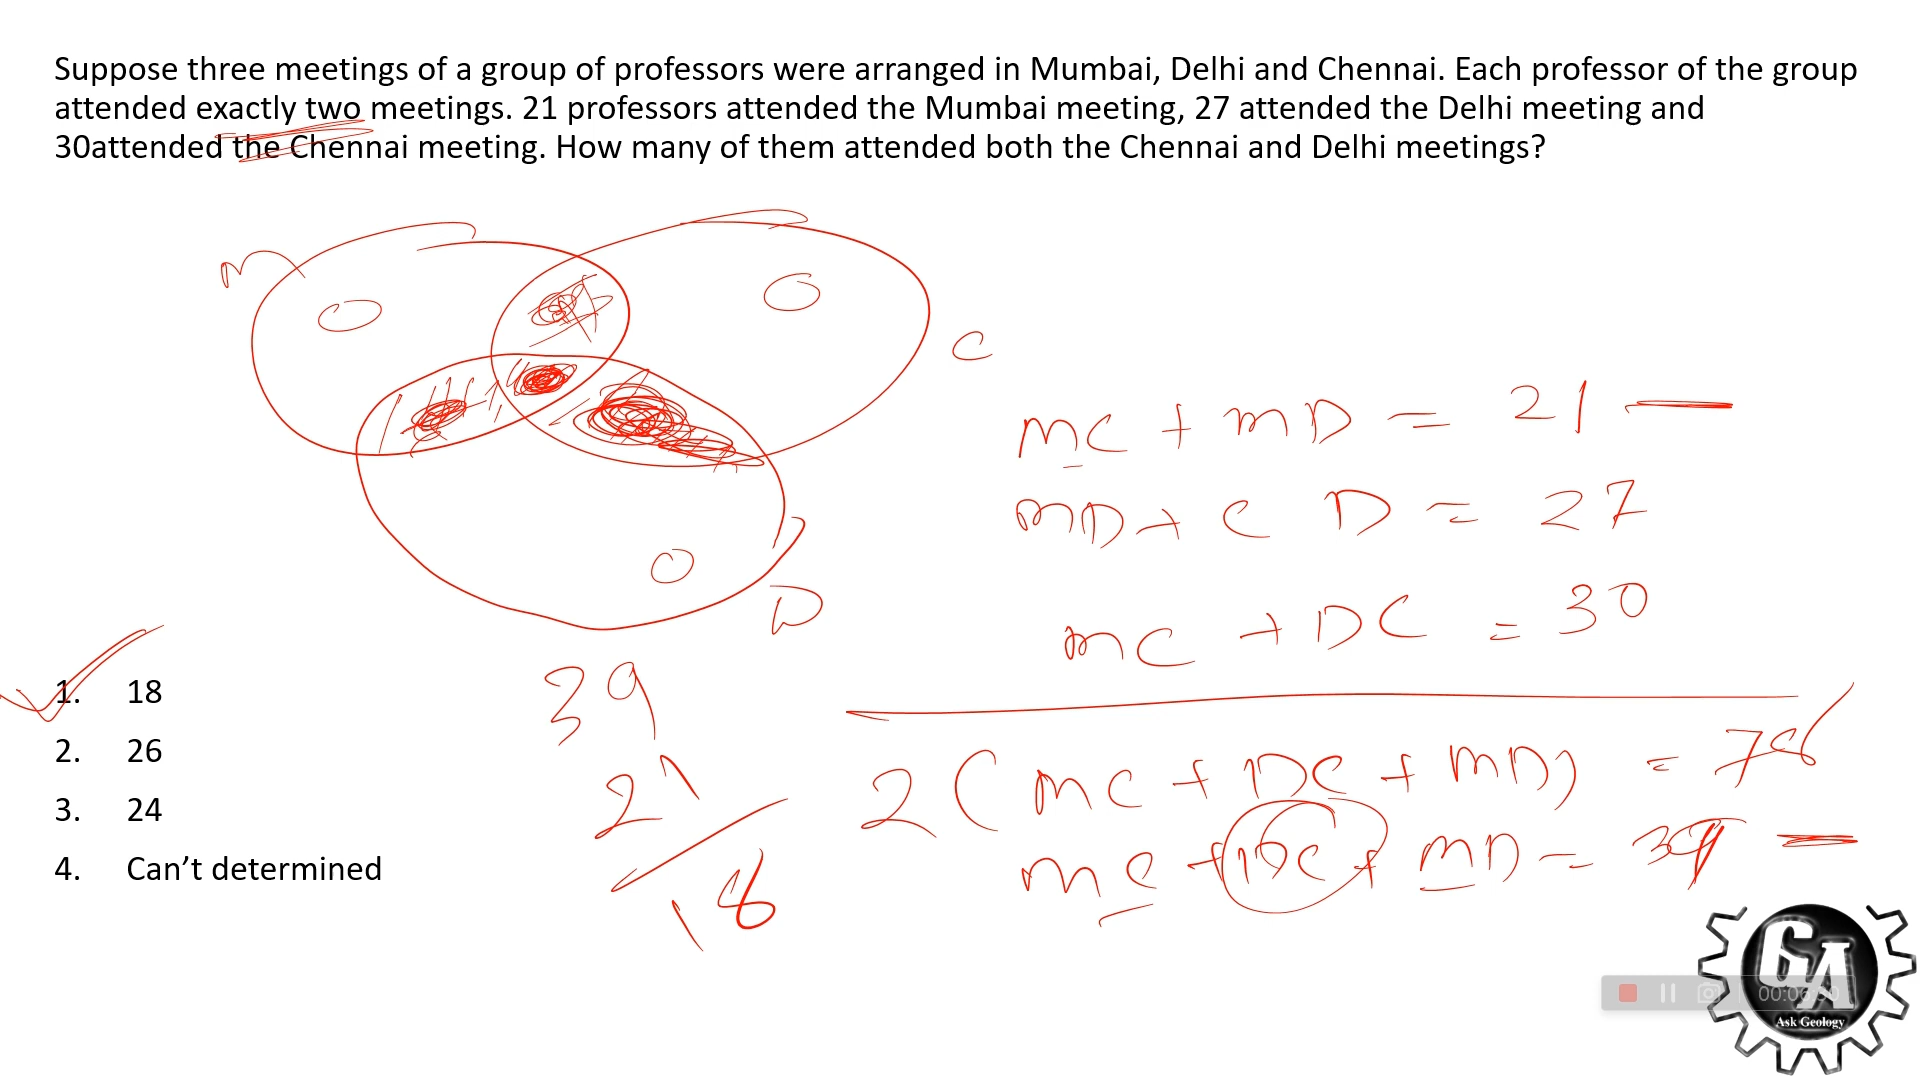 Suppose three meetings of a group of professors were arranged in Mumbai, Delhi and Chennai. Each professor of the group
attended exactly two meetings. 21 professors attended the Mumbai meeting, 27 attended the Delhi meeting and
30attended the Chennai meeting. How many of them attended both the Chennai and Delhi meetings?
M
C
D
MC + MD = 21
MD + CD = 27
MC + DC = 30
2(MC + DC + MD) = 78
MC + DC + MD = 39
39
21
18
1. 18
2. 26
3. 24
4. Can’t determined
GA
Ask Geology